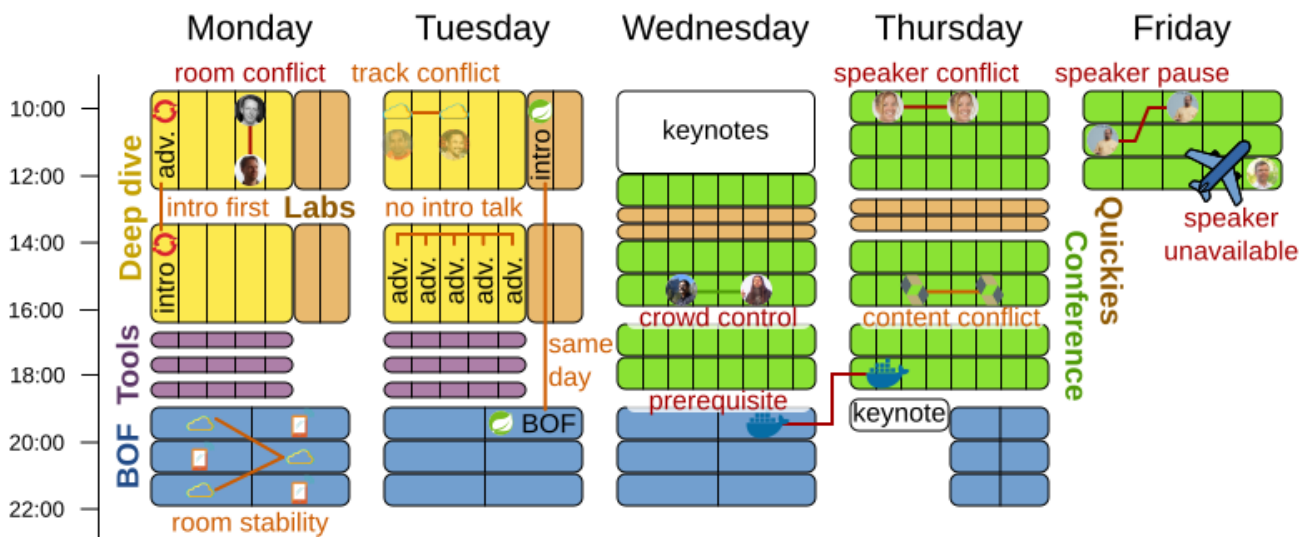 Monday
Tuesday
Wednesday
Thursday
Friday
room conflict
track conflict
speaker conflict
speaker pause
10:00
12:00
14:00
16:00
18:00
20:00
22:00
Deep dive
Tools
BOF
adv.
intro
intro first
Labs
adv.
adv.
adv.
adv.
adv.
intro
no intro talk
same
day
BOF
room stability
keynotes
crowd control
prerequisite
content conflict
keynote
Quickies
Conference
speaker
unavailable